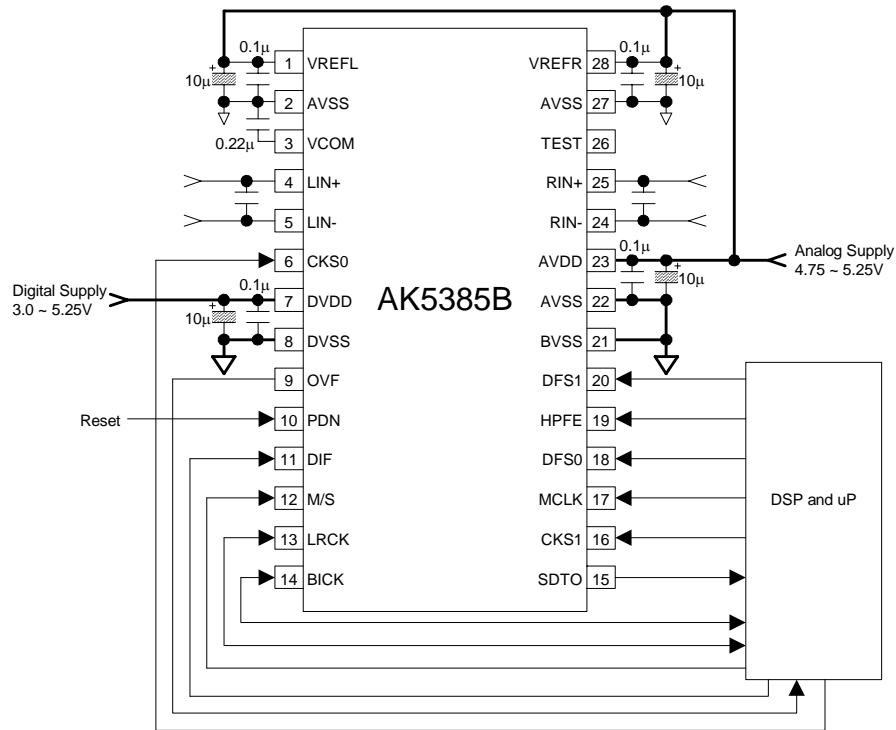 0.1μ
0.1μ
+
10μ
1 VREFL
VREFR 28
+
10μ
2 AVSS
AVSS 27
0.22μ
3 VCOM
TEST 26
4 LIN+
RIN+ 25
5 LIN-
RIN- 24
0.1μ
6 CKS0
AVDD 23
+
10μ
Analog Supply
4.75 ~ 5.25V
Digital Supply
3.0 ~ 5.25V
0.1μ
+
10μ
7 DVDD
AK5385B
AVSS 22
8 DVSS
BVSS 21
9 OVF
DFS1 20
Reset
10 PDN
HPFE 19
11 DIF
DFS0 18
12 M/S
MCLK 17
DSP and uP
13 LRCK
CKS1 16
14 BICK
SDTO 15